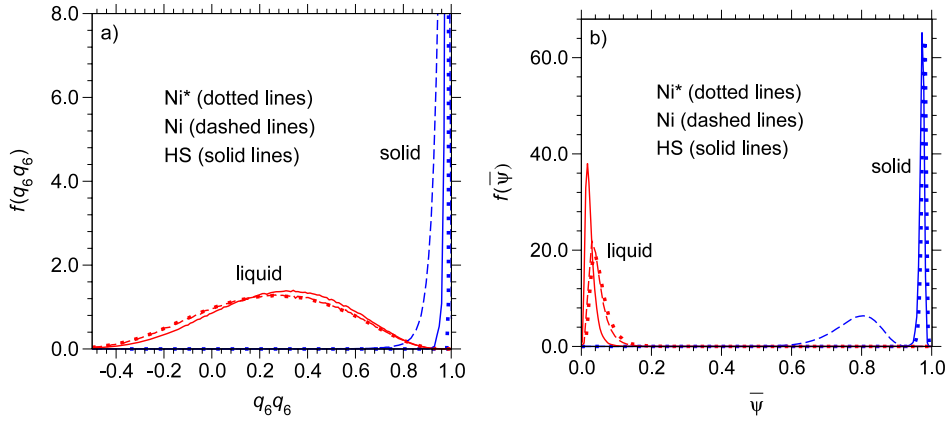 a)
8.0
6.0
4.0
2.0
0.0
f(q₆q₆)
Ni* (dotted lines)
Ni (dashed lines)
HS (solid lines)
solid
liquid
-0.4 -0.2 0.0 0.2 0.4 0.6 0.8 1.0
q₆q₆
b)
60.0
40.0
20.0
0.0
f(ψ̅)
Ni* (dotted lines)
Ni (dashed lines)
HS (solid lines)
solid
liquid
0.0 0.2 0.4 0.6 0.8 1.0
ψ̅